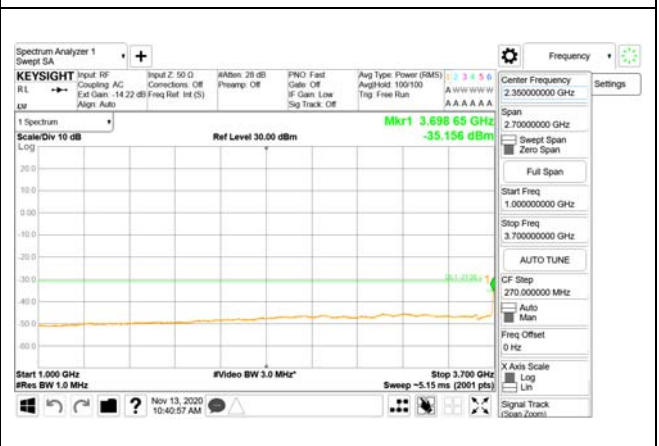 Spectrum Analyzer 1
Swept SA
+
Frequency
KEYSIGHT
RL
Input: RF
Coupling: AC
Ext Gain: -14.22 dB
Align: Auto
Input Z: 50 Ω
Corrections: Off
Freq Ref: Int (S)
#Atten: 28 dB
Preamp: Off
PNO: Fast
Gate: Off
IF Gain: Low
Sig Track: Off
Avg Type: Power (RMS)
Avg|Hold: 100/100
Trig: Free Run
1 2 3 4 5 6
A W W W W W
A A A A A A
1 Spectrum
Scale/Div 10 dB
Log
Ref Level 30.00 dBm
Mkr1 3.698 65 GHz
-35.156 dBm
20.0
10.0
0.00
-10.0
-20.0
-30.0
-40.0
-50.0
-60.0
1
Start 1.000 GHz
#Res BW 1.0 MHz
#Video BW 3.0 MHz*
Stop 3.700 GHz
Sweep ~5.15 ms (2001 pts)
Nov 13, 2020
10:40:57 AM
Center Frequency
2.350000000 GHz
Settings
Span
2.70000000 GHz
Swept Span
Zero Span
Full Span
Start Freq
1.000000000 GHz
Stop Freq
3.700000000 GHz
AUTO TUNE
CF Step
270.000000 MHz
Auto
Man
Freq Offset
0 Hz
X Axis Scale
Log
Lin
Signal Track
(Span Zoom)